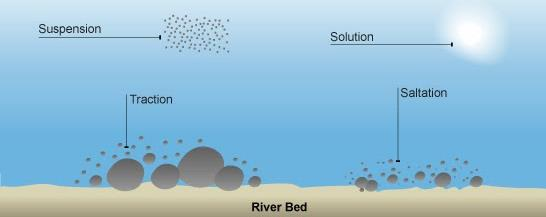 Suspension
Solution
Traction
Saltation
River Bed